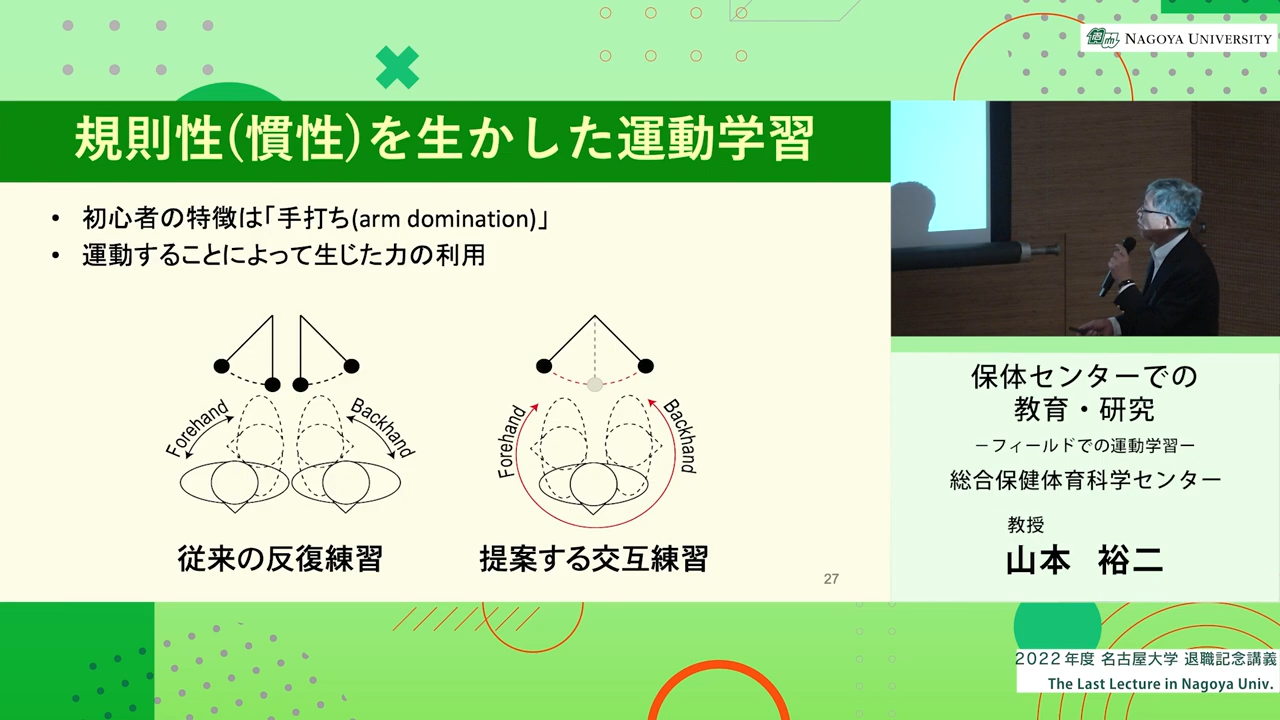 NAGOYA UNIVERSITY
規則性(慣性)を生かした運動学習
• 初心者の特徴は「手打ち(arm domination)」
• 運動することによって生じた力の利用
Forehand
Backhand
Forehand
Backhand
従来の反復練習
提案する交互練習
27
保体センターでの
教育・研究
－フィールドでの運動学習－
総合保健体育科学センター
教授
山本 裕二
2022年度 名古屋大学 退職記念講義
The Last Lecture in Nagoya Univ.